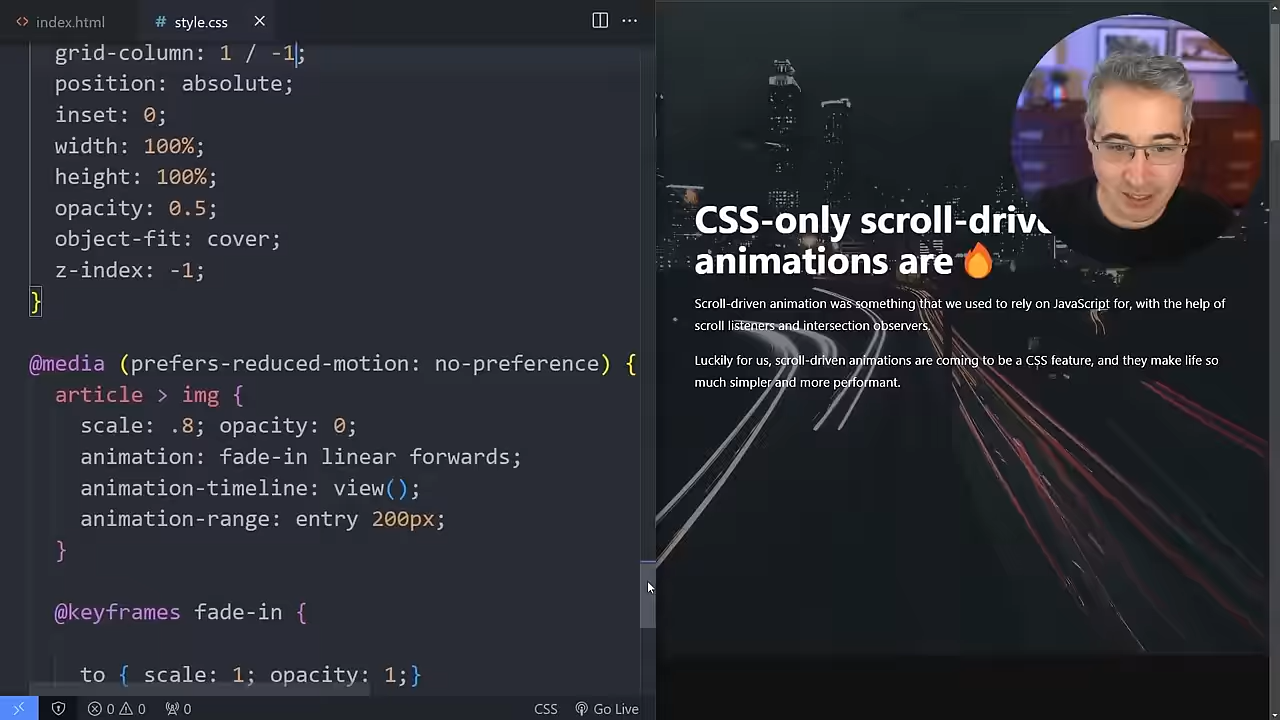 index.html
# style.css
grid-column: 1 / -1;
position: absolute;
inset: 0;
width: 100%;
height: 100%;
opacity: 0.5;
object-fit: cover;
z-index: -1;
}
@media (prefers-reduced-motion: no-preference) {
article > img {
scale: .8; opacity: 0;
animation: fade-in linear forwards;
animation-timeline: view();
animation-range: entry 200px;
}
@keyframes fade-in {
to { scale: 1; opacity: 1;}
0 0 0
CSS
Go Live
CSS-only scroll-drive
animations are 🔥
Scroll-driven animation was something that we used to rely on JavaScript for, with the help of
scroll listeners and intersection observers.
Luckily for us, scroll-driven animations are coming to be a CSS feature, and they make life so
much simpler and more performant.